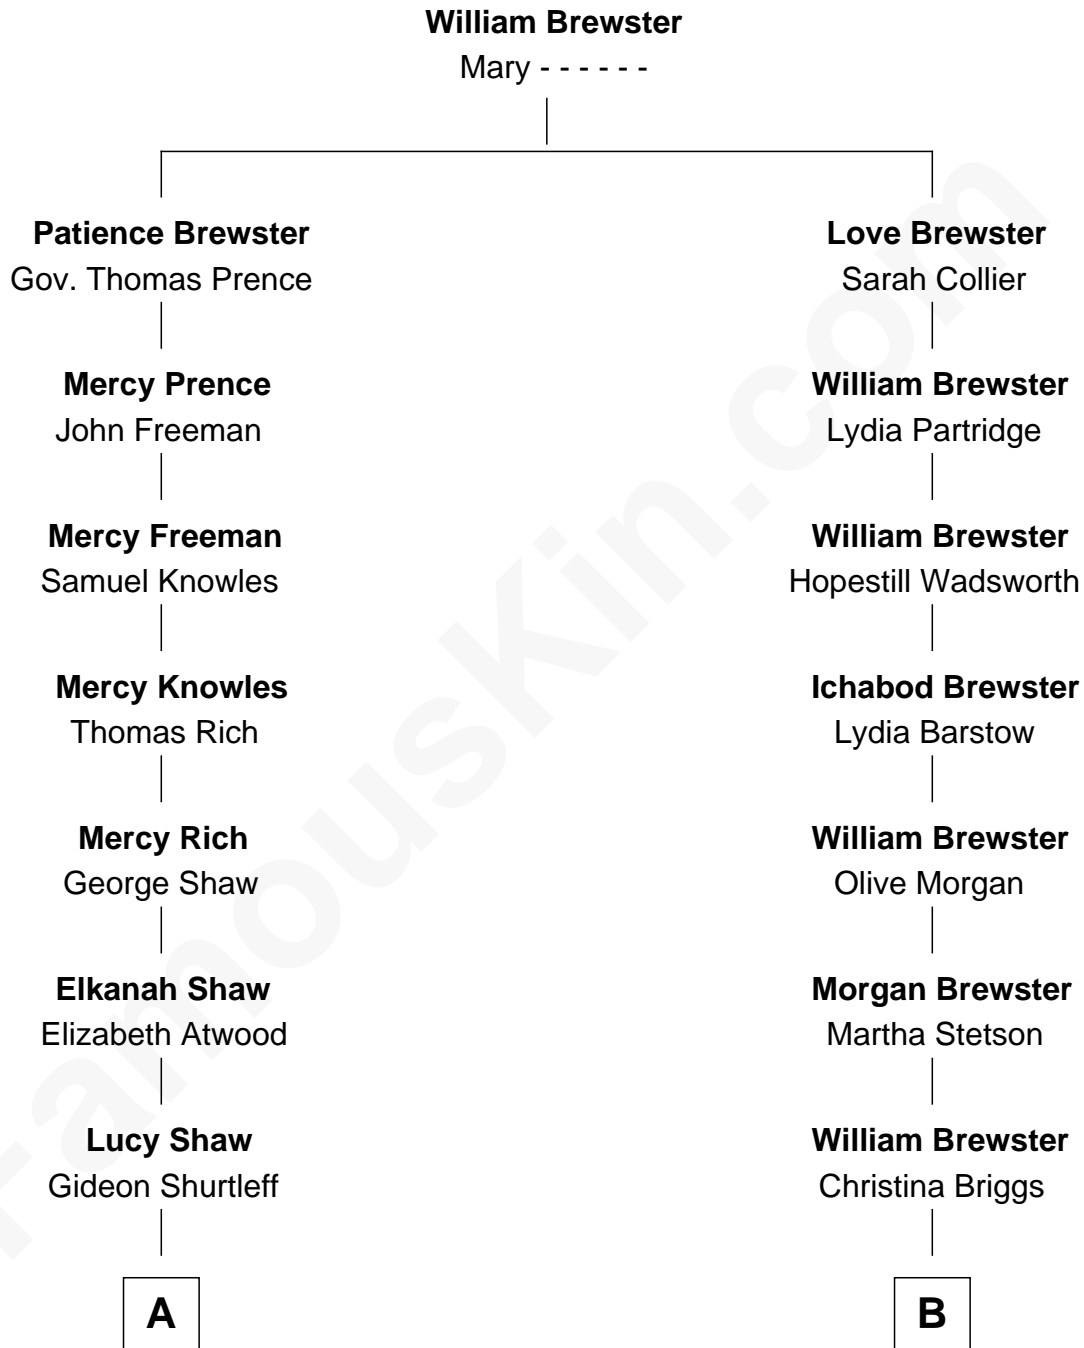 William Brewster
Mary - - - - - -
Patience Brewster
Gov. Thomas Prence
Love Brewster
Sarah Collier
Mercy Prence
John Freeman
William Brewster
Lydia Partridge
Mercy Freeman
Samuel Knowles
William Brewster
Hopestill Wadsworth
Mercy Knowles
Thomas Rich
Ichabod Brewster
Lydia Barstow
Mercy Rich
George Shaw
William Brewster
Olive Morgan
Elkanah Shaw
Elizabeth Atwood
Morgan Brewster
Martha Stetson
Lucy Shaw
Gideon Shurtleff
William Brewster
Christina Briggs
A
B
FamousKin.com